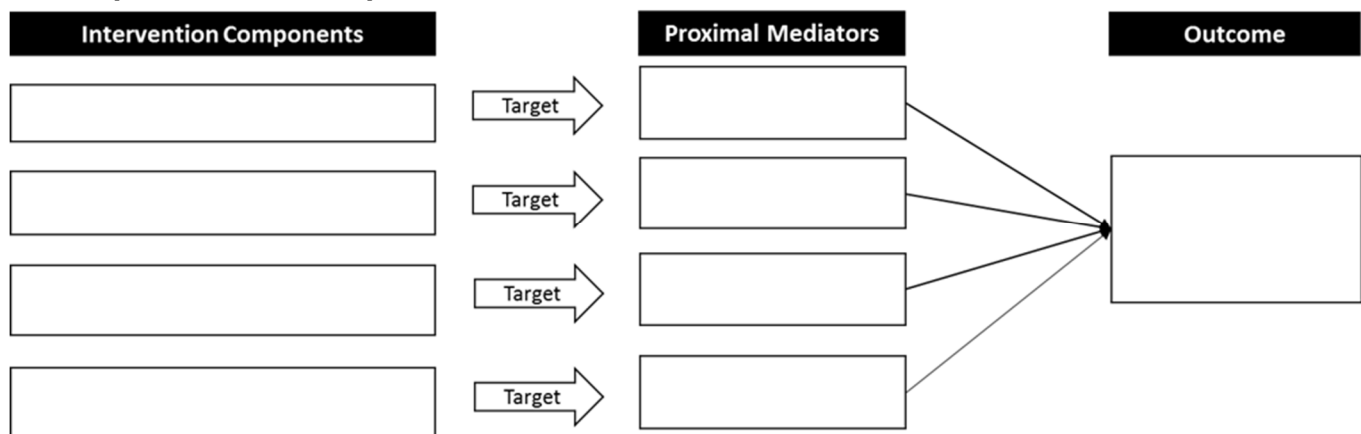 Intervention Components
Proximal Mediators
Outcome
Target
Target
Target
Target